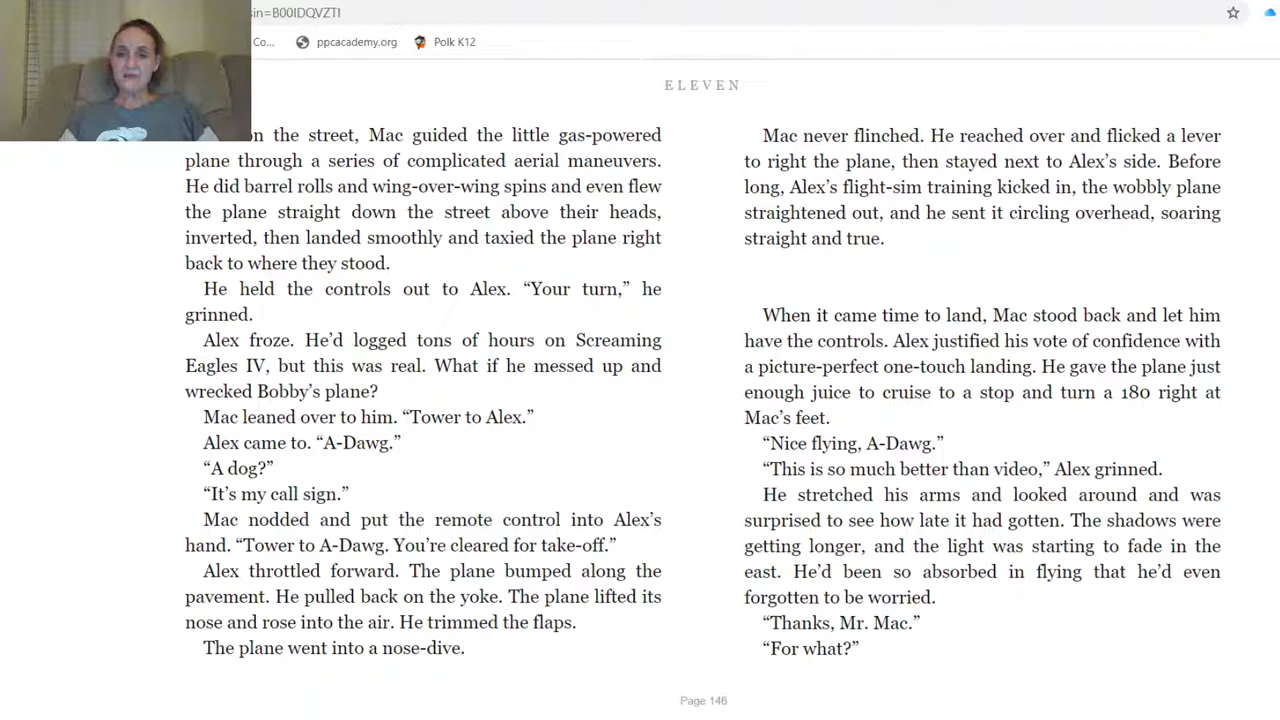 sin=B00IDQVZTI
Co...
ppcacademy.org
Polk K12
ELEVEN
on the street, Mac guided the little gas-powered
plane through a series of complicated aerial maneuvers.
He did barrel rolls and wing-over-wing spins and even flew
the plane straight down the street above their heads,
inverted, then landed smoothly and taxied the plane right
back to where they stood.
He held the controls out to Alex. “Your turn,” he
grinned.
Alex froze. He’d logged tons of hours on Screaming
Eagles IV, but this was real. What if he messed up and
wrecked Bobby’s plane?
Mac leaned over to him. “Tower to Alex.”
Alex came to. “A-Dawg.”
“A dog?”
“It’s my call sign.”
Mac nodded and put the remote control into Alex’s
hand. “Tower to A-Dawg. You’re cleared for take-off.”
Alex throttled forward. The plane bumped along the
pavement. He pulled back on the yoke. The plane lifted its
nose and rose into the air. He trimmed the flaps.
The plane went into a nose-dive.
Mac never flinched. He reached over and flicked a lever
to right the plane, then stayed next to Alex’s side. Before
long, Alex’s flight-sim training kicked in, the wobbly plane
straightened out, and he sent it circling overhead, soaring
straight and true.
When it came time to land, Mac stood back and let him
have the controls. Alex justified his vote of confidence with
a picture-perfect one-touch landing. He gave the plane just
enough juice to cruise to a stop and turn a 180 right at
Mac’s feet.
“Nice flying, A-Dawg.”
“This is so much better than video,” Alex grinned.
He stretched his arms and looked around and was
surprised to see how late it had gotten. The shadows were
getting longer, and the light was starting to fade in the
east. He’d been so absorbed in flying that he’d even
forgotten to be worried.
“Thanks, Mr. Mac.”
“For what?”
Page 146